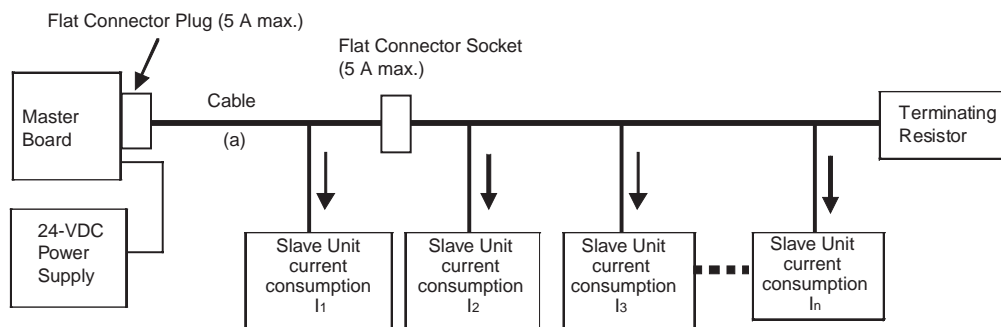 Flat Connector Plug (5 A max.)
Flat Connector Socket
(5 A max.)
Master
Board
Cable
(a)
Terminating
Resistor
24-VDC
Power
Supply
Slave Unit
current
consumption
I1
Slave Unit
current
consumption
I2
Slave Unit
current
consumption
I3
Slave Unit
current
consumption
In